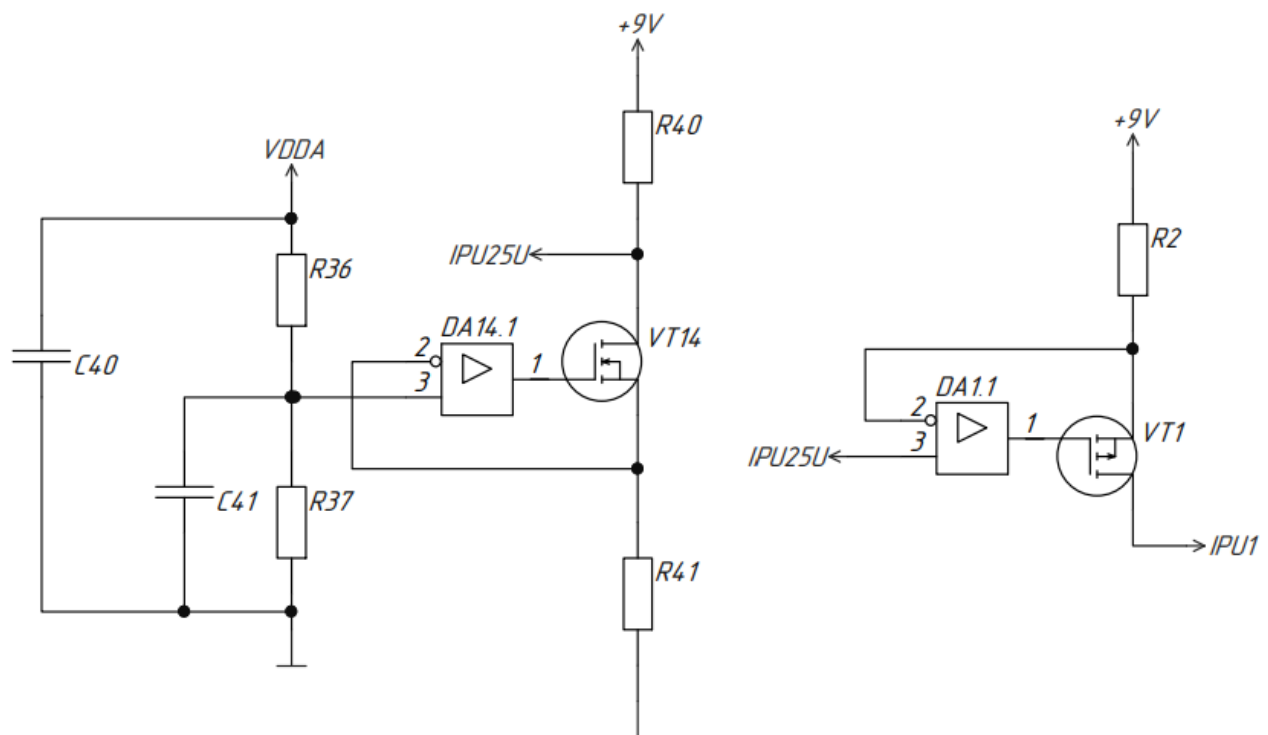 +9V
R40
VDDA
IPU25U
R36
DA14.1
VT14
2
3
1
C40
C41
R37
R41
+9V
R2
DA1.1
VT1
2
3
1
IPU25U
IPU1